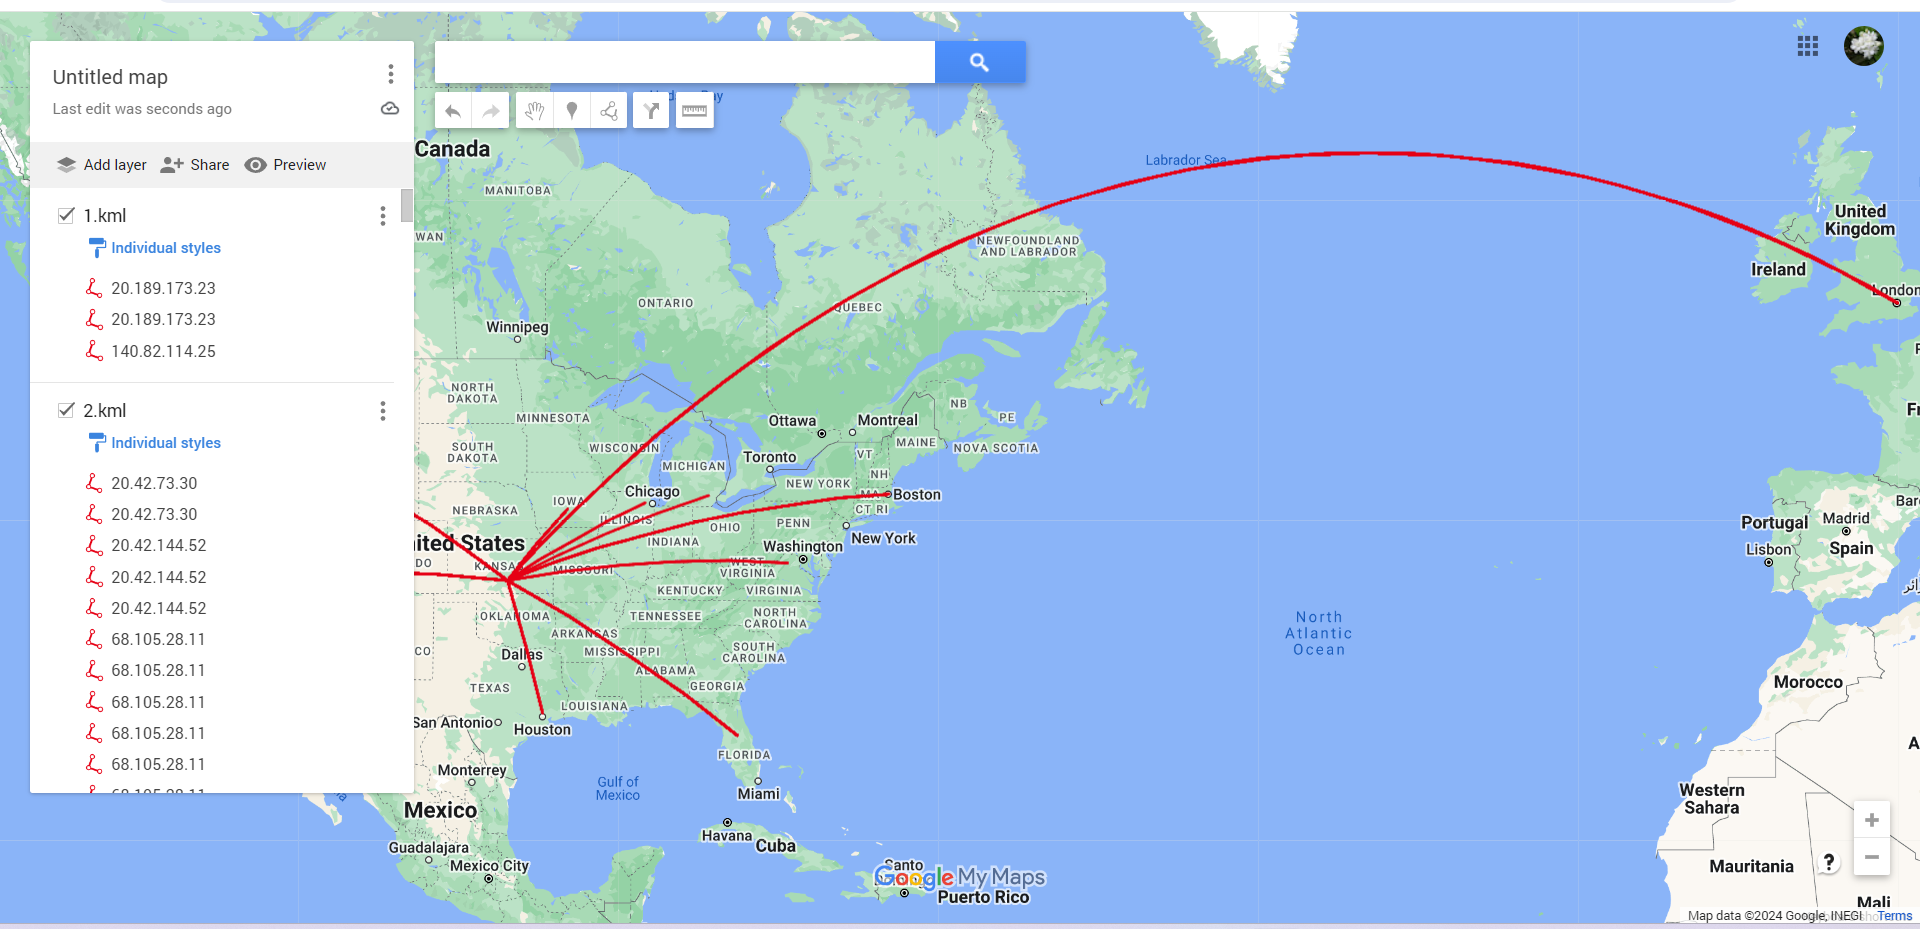 Untitled map
Last edit was seconds ago
Add layer
Share
Preview
1.kml
Individual styles
20.189.173.23
20.189.173.23
140.82.114.25
2.kml
Individual styles
20.42.73.30
20.42.73.30
20.42.144.52
20.42.144.52
20.42.144.52
68.105.28.11
68.105.28.11
68.105.28.11
68.105.28.11
68.105.28.11
Canada
MANITOBA
WAN
ONTARIO
Winnipeg
QUEBEC
NEWFOUNDLAND
AND LABRADOR
Labrador Sea
United
Kingdom
Ireland
London
NORTH
DAKOTA
MINNESOTA
SOUTH
DAKOTA
WISCONSIN
MICHIGAN
Ottawa
Montreal
Toronto
NB
PE
MAINE
NOVA SCOTIA
VT
NH
NEW YORK
MA
Boston
CT RI
Chicago
IOWA
NEBRASKA
ILLINOIS
INDIANA
OHIO
PENN
New York
Washington
ited States
KANSAS
MISSOURI
WEST
VIRGINIA
KENTUCKY
VIRGINIA
OKLAHOMA
TENNESSEE
NORTH
CAROLINA
ARKANSAS
MISSISSIPPI
SOUTH
CAROLINA
Dallas
ALABAMA
TEXAS
GEORGIA
LOUISIANA
San Antonio
Houston
FLORIDA
Monterrey
Gulf of
Mexico
Miami
Mexico
Havana
Cuba
Guadalajara
Mexico City
Santo
Google My Maps
Puerto Rico
North
Atlantic
Ocean
Portugal
Madrid
Lisbon
Spain
Bar
Morocco
Western
Sahara
Mauritania
Mali
?
Map data ©2024 Google, INEGI
Terms